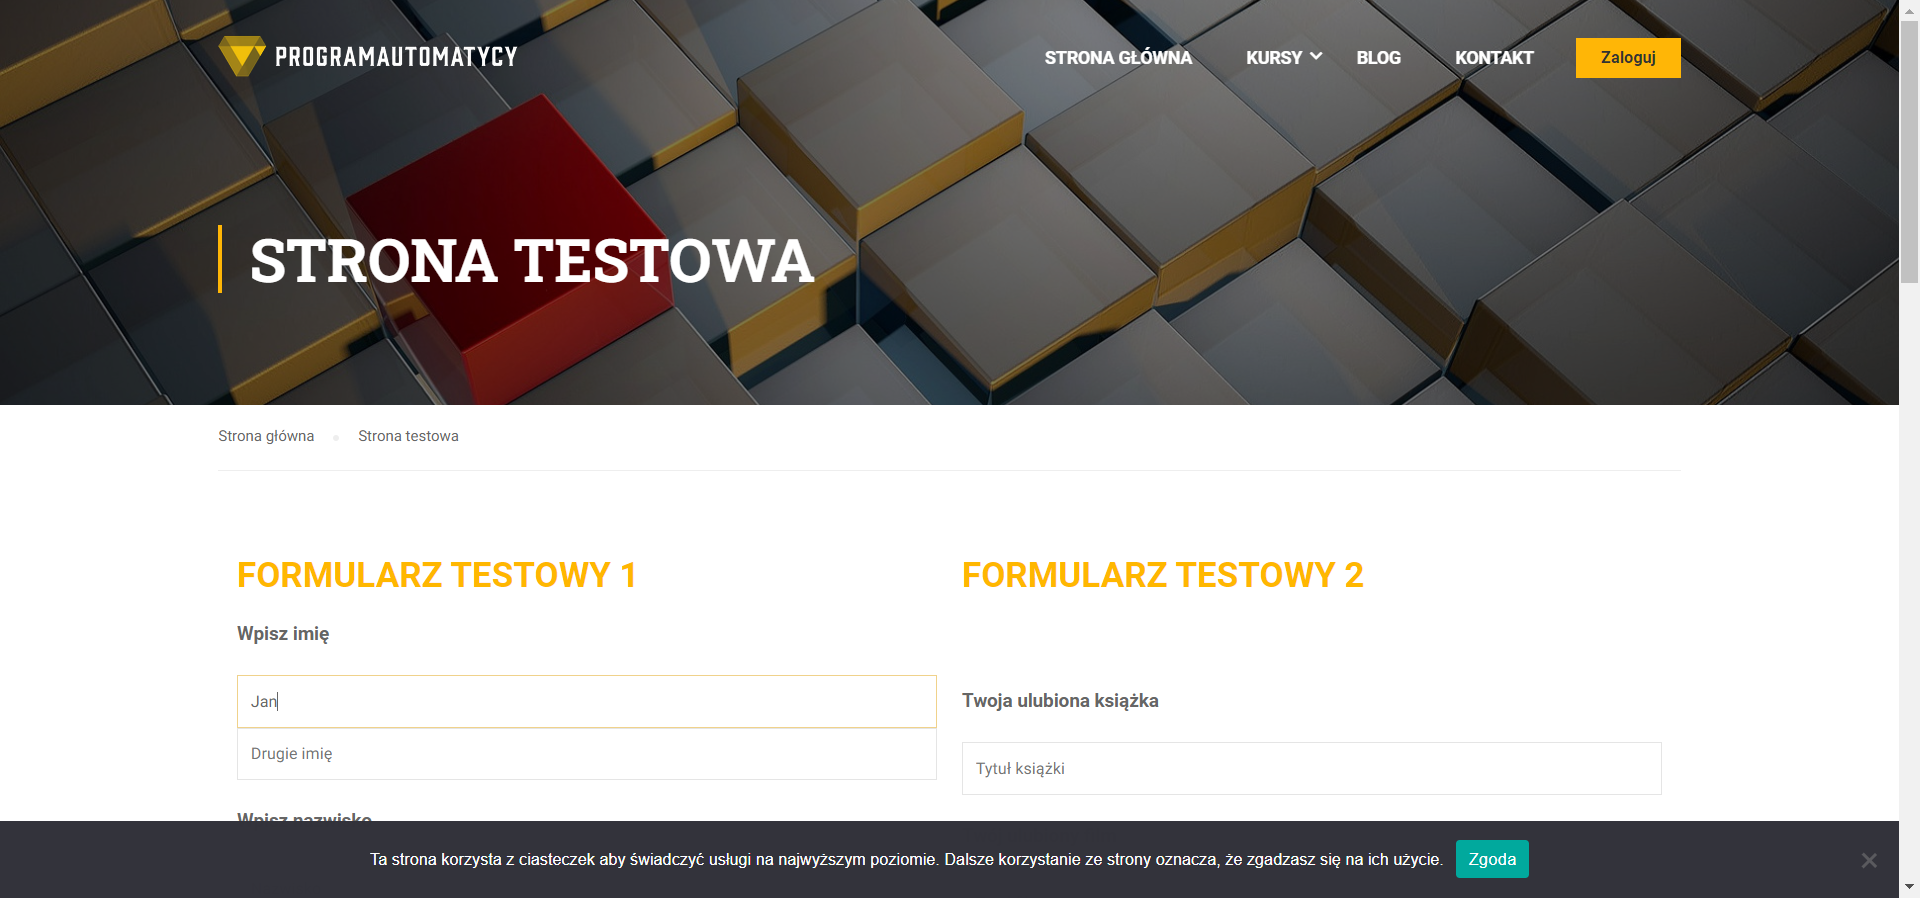 PROGRAMAUTOMATYCY
STRONA GŁÓWNA KURSY BLOG KONTAKT Zaloguj
STRONA TESTOWA
Strona główna Strona testowa
FORMULARZ TESTOWY 1
Wpisz imię
Jan
Drugie imię
Wpisz nazwisko
FORMULARZ TESTOWY 2
Twoja ulubiona książka
Tytuł książki
Ta strona korzysta z ciasteczek aby świadczyć usługi na najwyższym poziomie. Dalsze korzystanie ze strony oznacza, że zgadzasz się na ich użycie. Zgoda